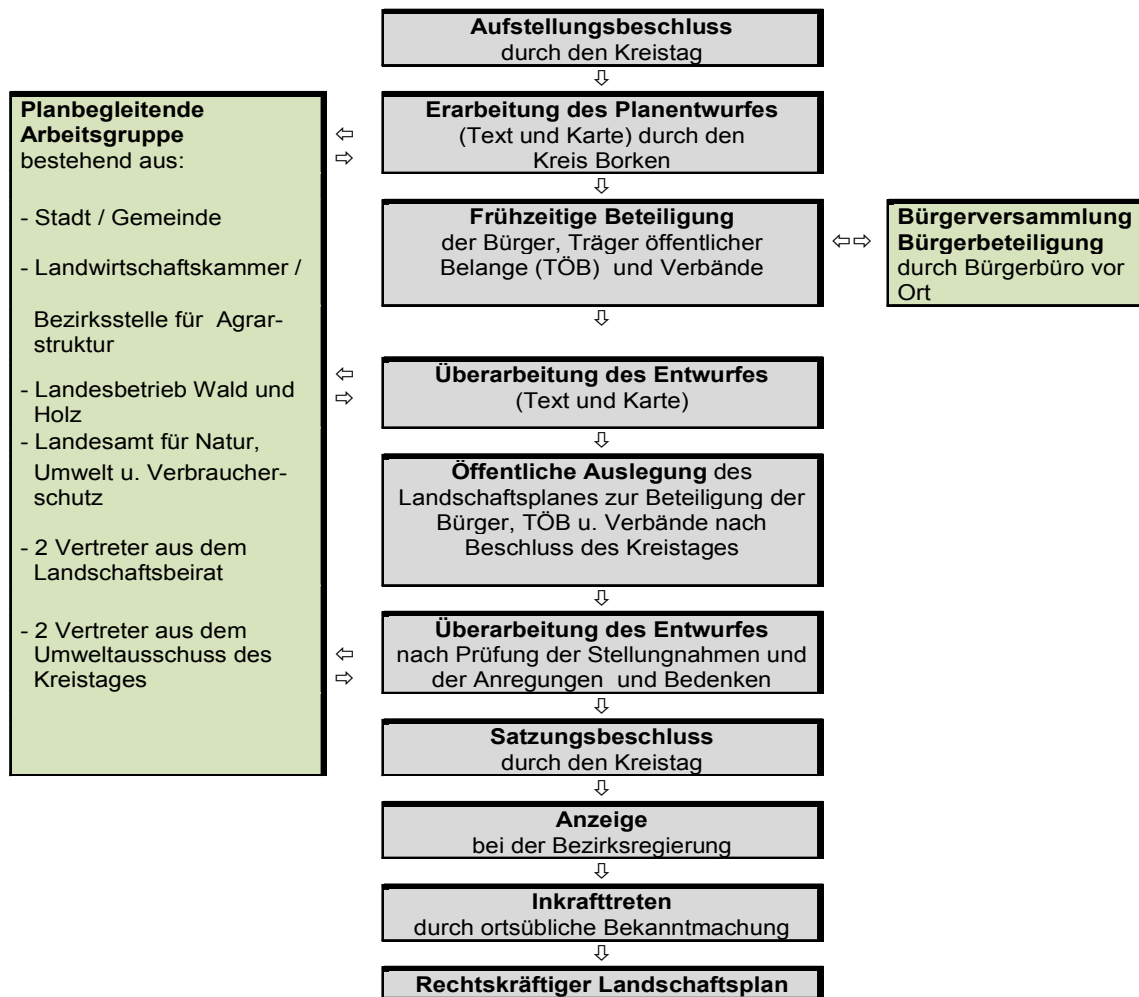 Aufstellungsbeschluss
durch den Kreistag
⇩
Planbegleitende
Arbeitsgruppe
bestehend aus:
- Stadt / Gemeinde
- Landwirtschaftskammer /
Bezirksstelle für Agrar-
struktur
- Landesbetrieb Wald und
Holz
- Landesamt für Natur,
Umwelt u. Verbraucher-
schutz
- 2 Vertreter aus dem
Landschaftsbeirat
- 2 Vertreter aus dem
Umweltausschuss des
Kreistages
⇦
⇨
Erarbeitung des Planentwurfes
(Text und Karte) durch den
Kreis Borken
⇩
Frühzeitige Beteiligung
der Bürger, Träger öffentlicher
Belange (TÖB) und Verbände
⇦⇨
Bürgerversammlung
Bürgerbeteiligung
durch Bürgerbüro vor
Ort
⇩
⇦
⇨
Überarbeitung des Entwurfes
(Text und Karte)
⇩
Öffentliche Auslegung des
Landschaftsplanes zur Beteiligung der
Bürger, TÖB u. Verbände nach
Beschluss des Kreistages
⇩
⇦
⇨
Überarbeitung des Entwurfes
nach Prüfung der Stellungnahmen und
der Anregungen und Bedenken
⇩
Satzungsbeschluss
durch den Kreistag
⇩
Anzeige
bei der Bezirksregierung
⇩
Inkrafttreten
durch ortsübliche Bekanntmachung
⇩
Rechtskräftiger Landschaftsplan